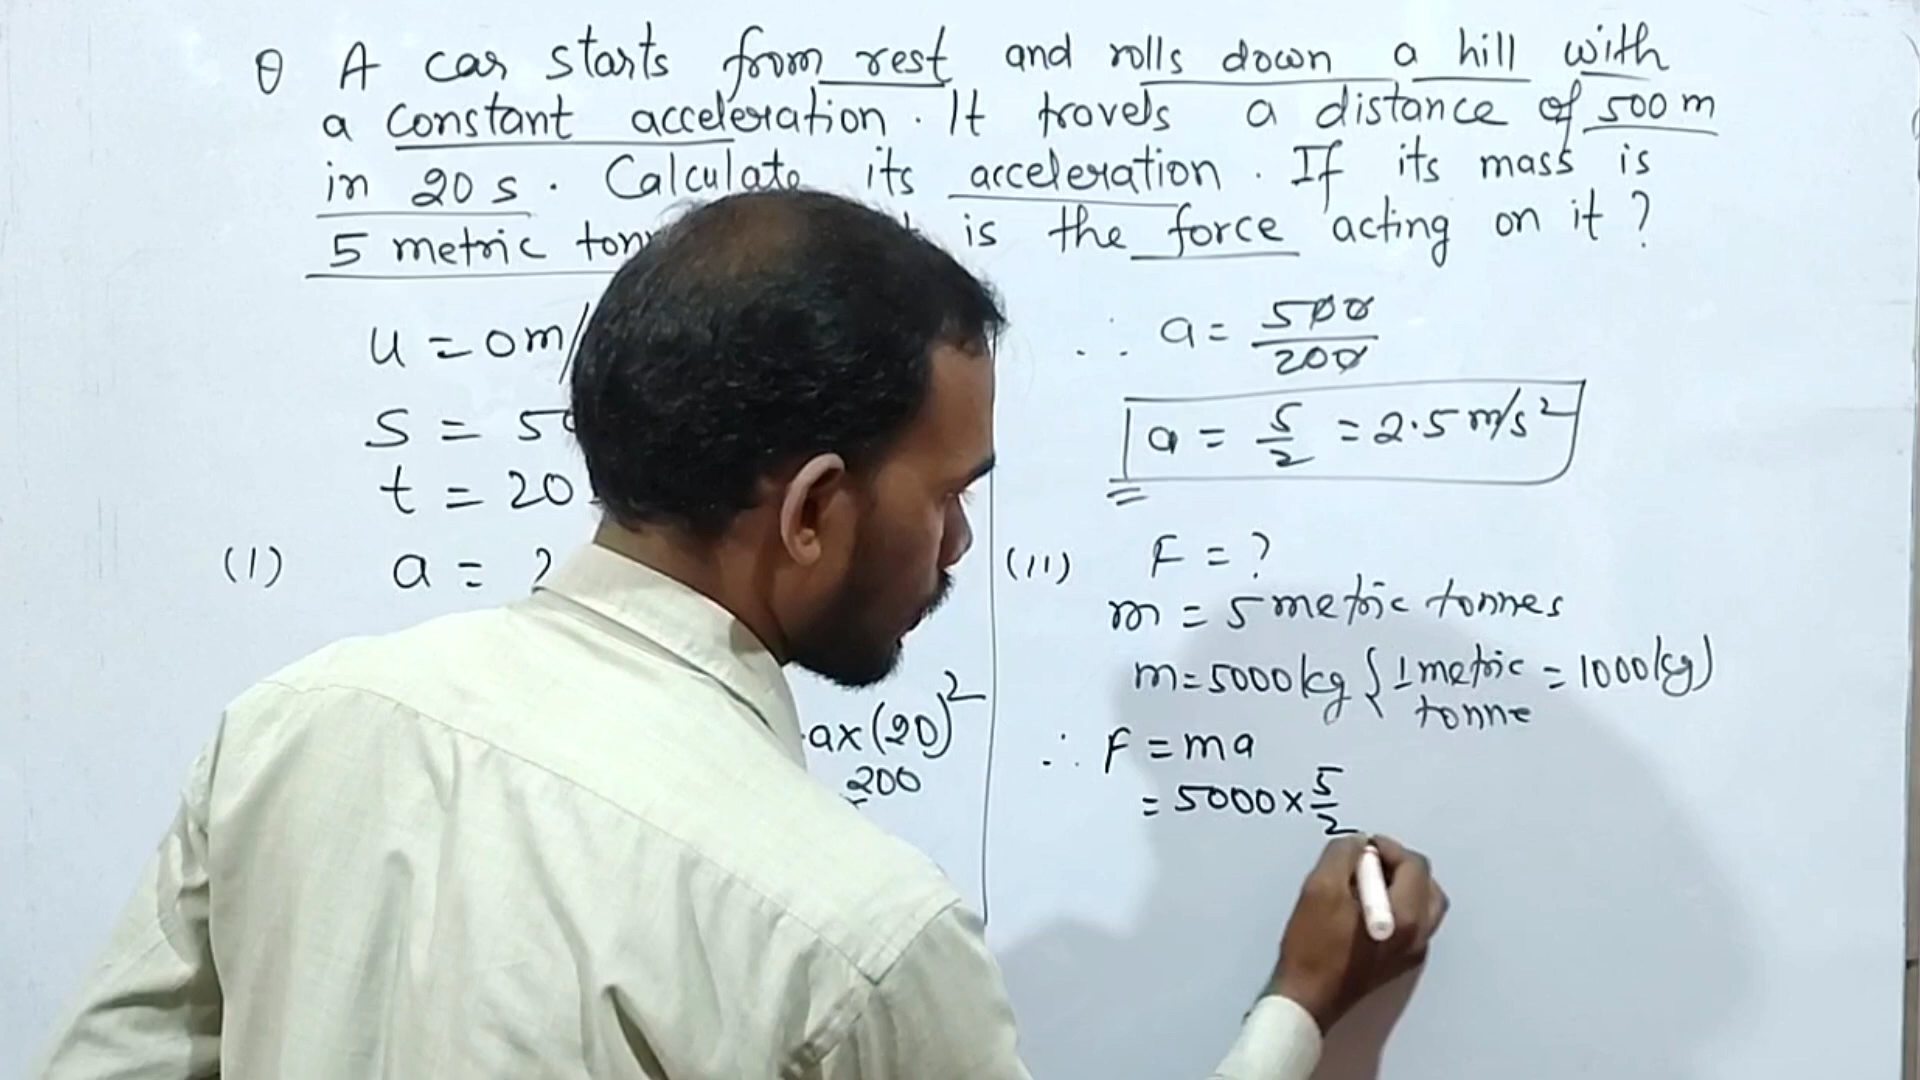 Q A car starts from rest and rolls down a hill with
a constant acceleration. It travels a distance of 500 m
in 20 s. Calculate its acceleration. If its mass is
5 metric is the force acting on it?
u = 0 m/
S =
t = 20
(I) a = ?
ax(20)²
200
∴ a = 500/200
a = 5/2 = 2.5 m/s²
(II) F = ?
m = 5 metric tonnes
m = 5000 kg {1 metric tonne = 1000 kg}
∴ F = ma
= 5000 × 5/2